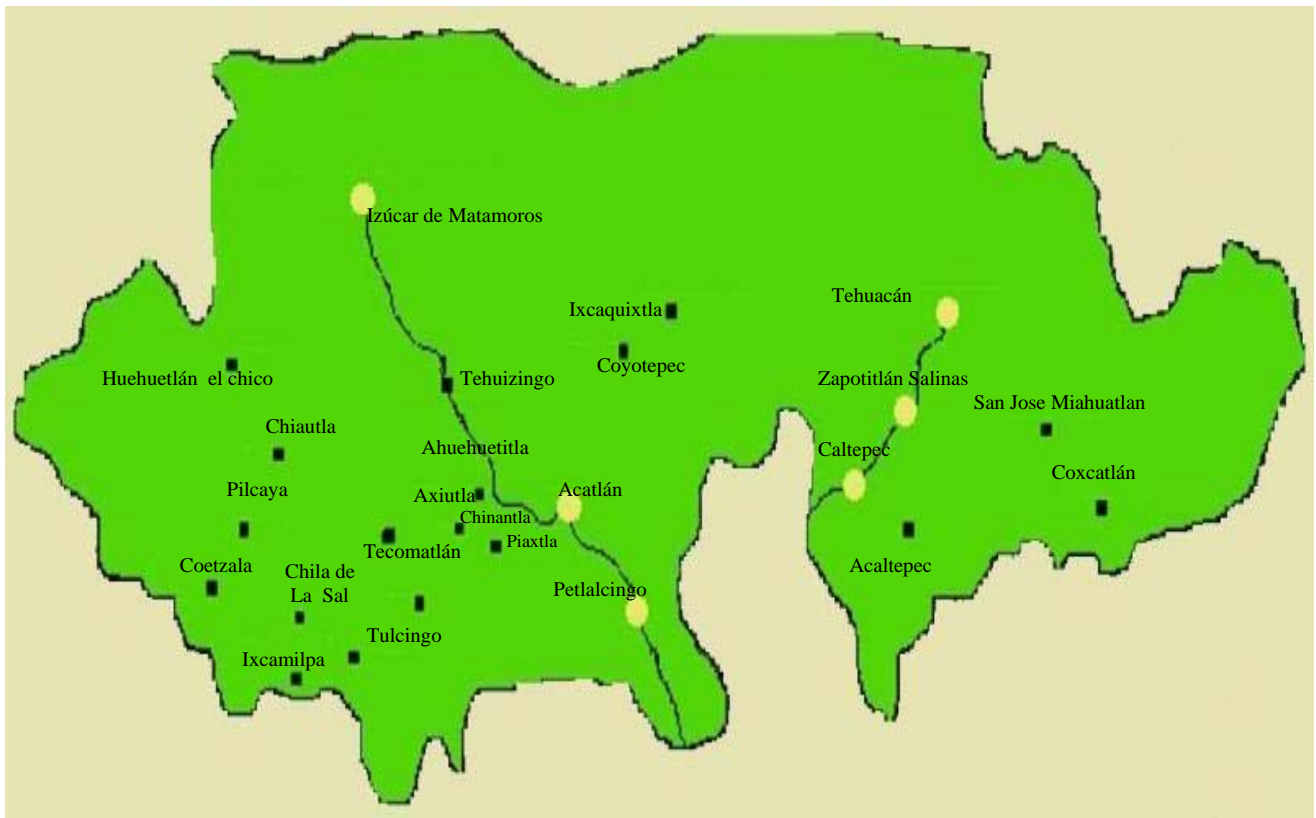 Izúcar de Matamoros
Tehuacán
Ixcaquixtla
Coyotepec
Huehuetlán el chico
Tehuizingo
Zapotitlán Salinas
San Jose Miahuatlan
Chiautla
Ahuehuetitla
Caltepec
Coxcatlán
Pilcaya
Axiutla
Acatlán
Chinantla
Piaxtla
Tecomatlán
Coetzala
Chila de
La Sal
Acaltepec
Petlalcingo
Tulcingo
Ixcamilpa